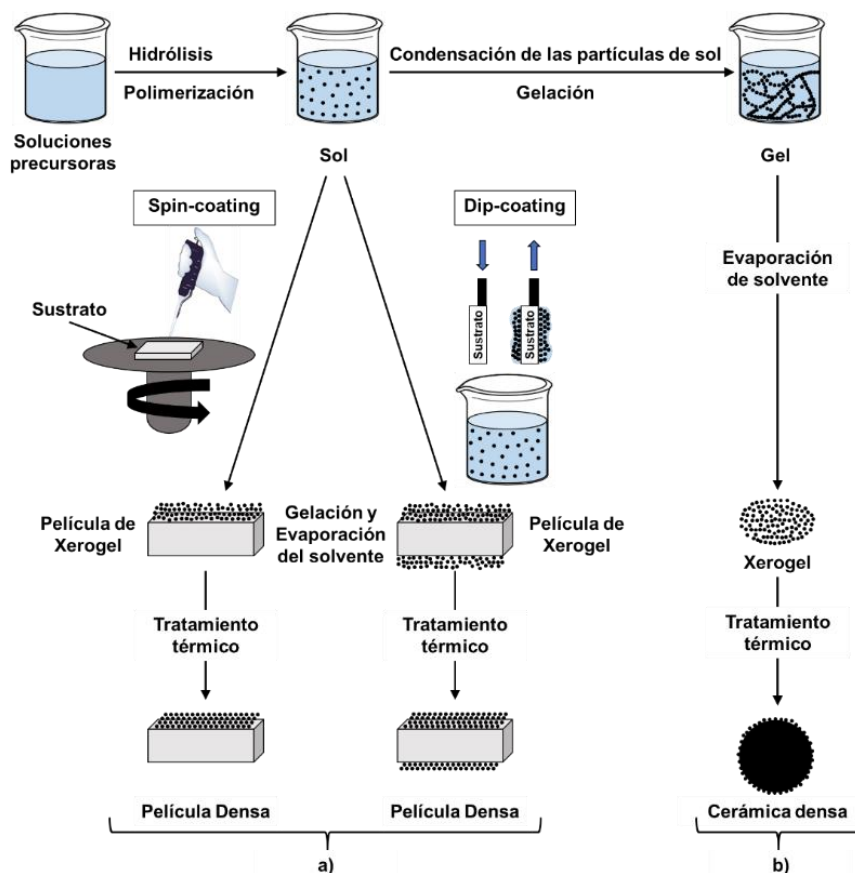 Hidrólisis
Polimerización
Condensación de las partículas de sol
Gelación
Soluciones
precursoras
Sol
Gel
Spin-coating
Dip-coating
Sustrato
Sustrato
Sustrato
Evaporación
de solvente
Película de
Xerogel
Gelación y
Evaporación
del solvente
Película de
Xerogel
Xerogel
Tratamiento
térmico
Tratamiento
térmico
Tratamiento
térmico
Película Densa
Película Densa
Cerámica densa
a)
b)